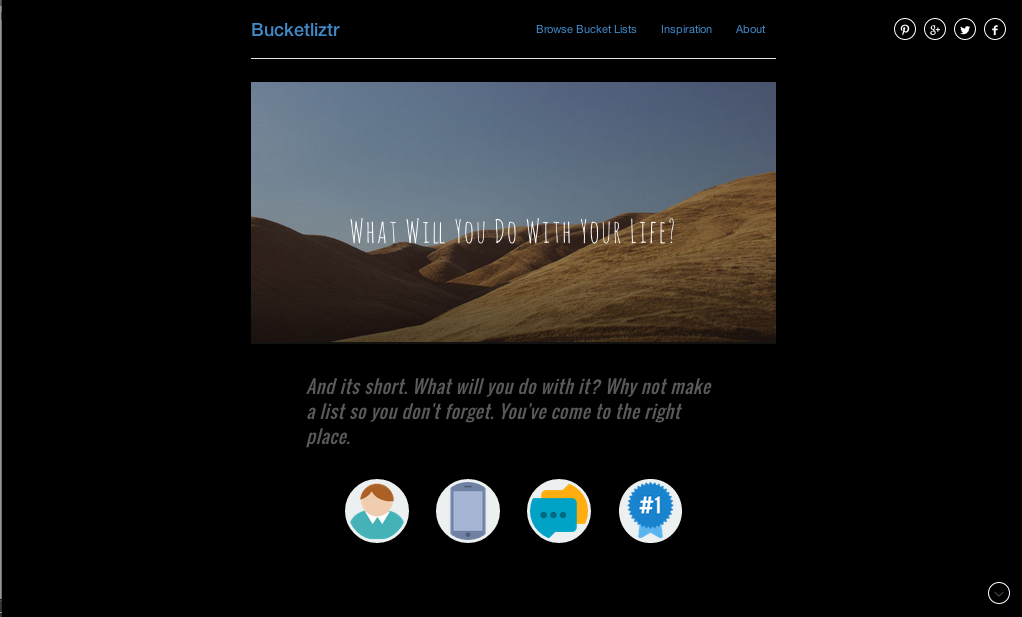 Bucketliztr
Browse Bucket Lists Inspiration About
What Will You Do With Your Life?
And its short. What will you do with it? Why not make
a list so you don't forget. You've come to the right
place.
#1